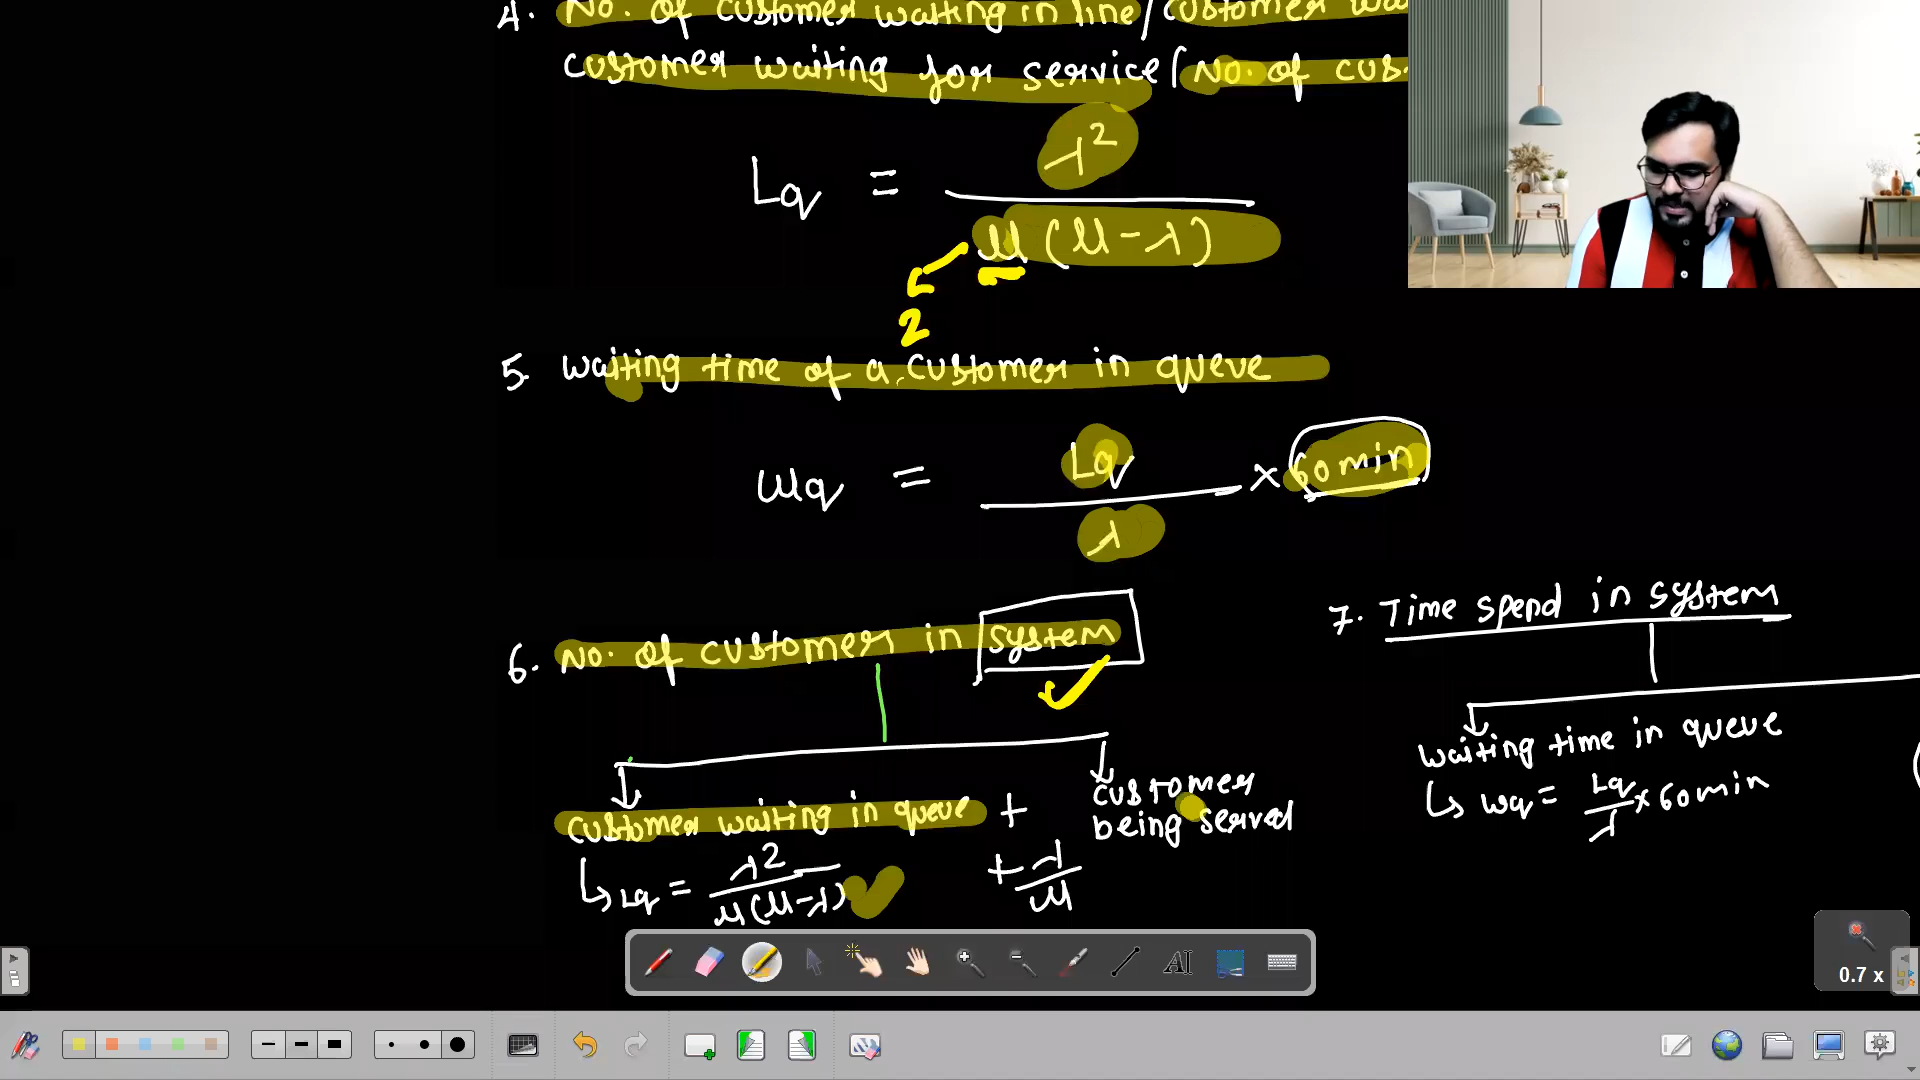 4. No. of customer waiting in line/customer
customer waiting for service/No. of cus.
Lq = λ²
μ(μ-λ)
2
5. waiting time of a customer in queue
Wq = Lq × 60min
λ
6. No. of customer in system
7. Time spend in system
customer waiting in queue +
customer
being served
Lq = λ²
μ(μ-λ)
+ λ
μ
waiting time in queue
Wq = Lq × 60min
λ
AI
0.7 x